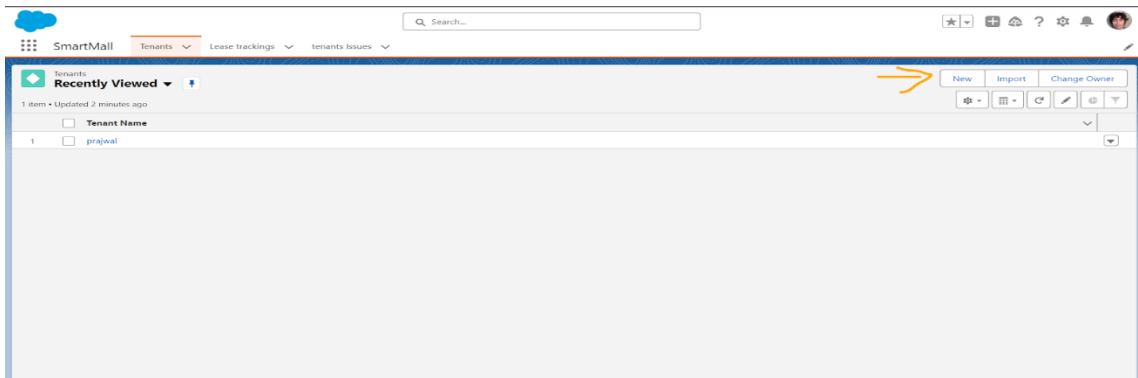 Search...
SmartMall Tenants Lease trackings tenants Issues
Tenants
Recently Viewed
New Import Change Owner
1 item • Updated 2 minutes ago
Tenant Name
1 prajwal